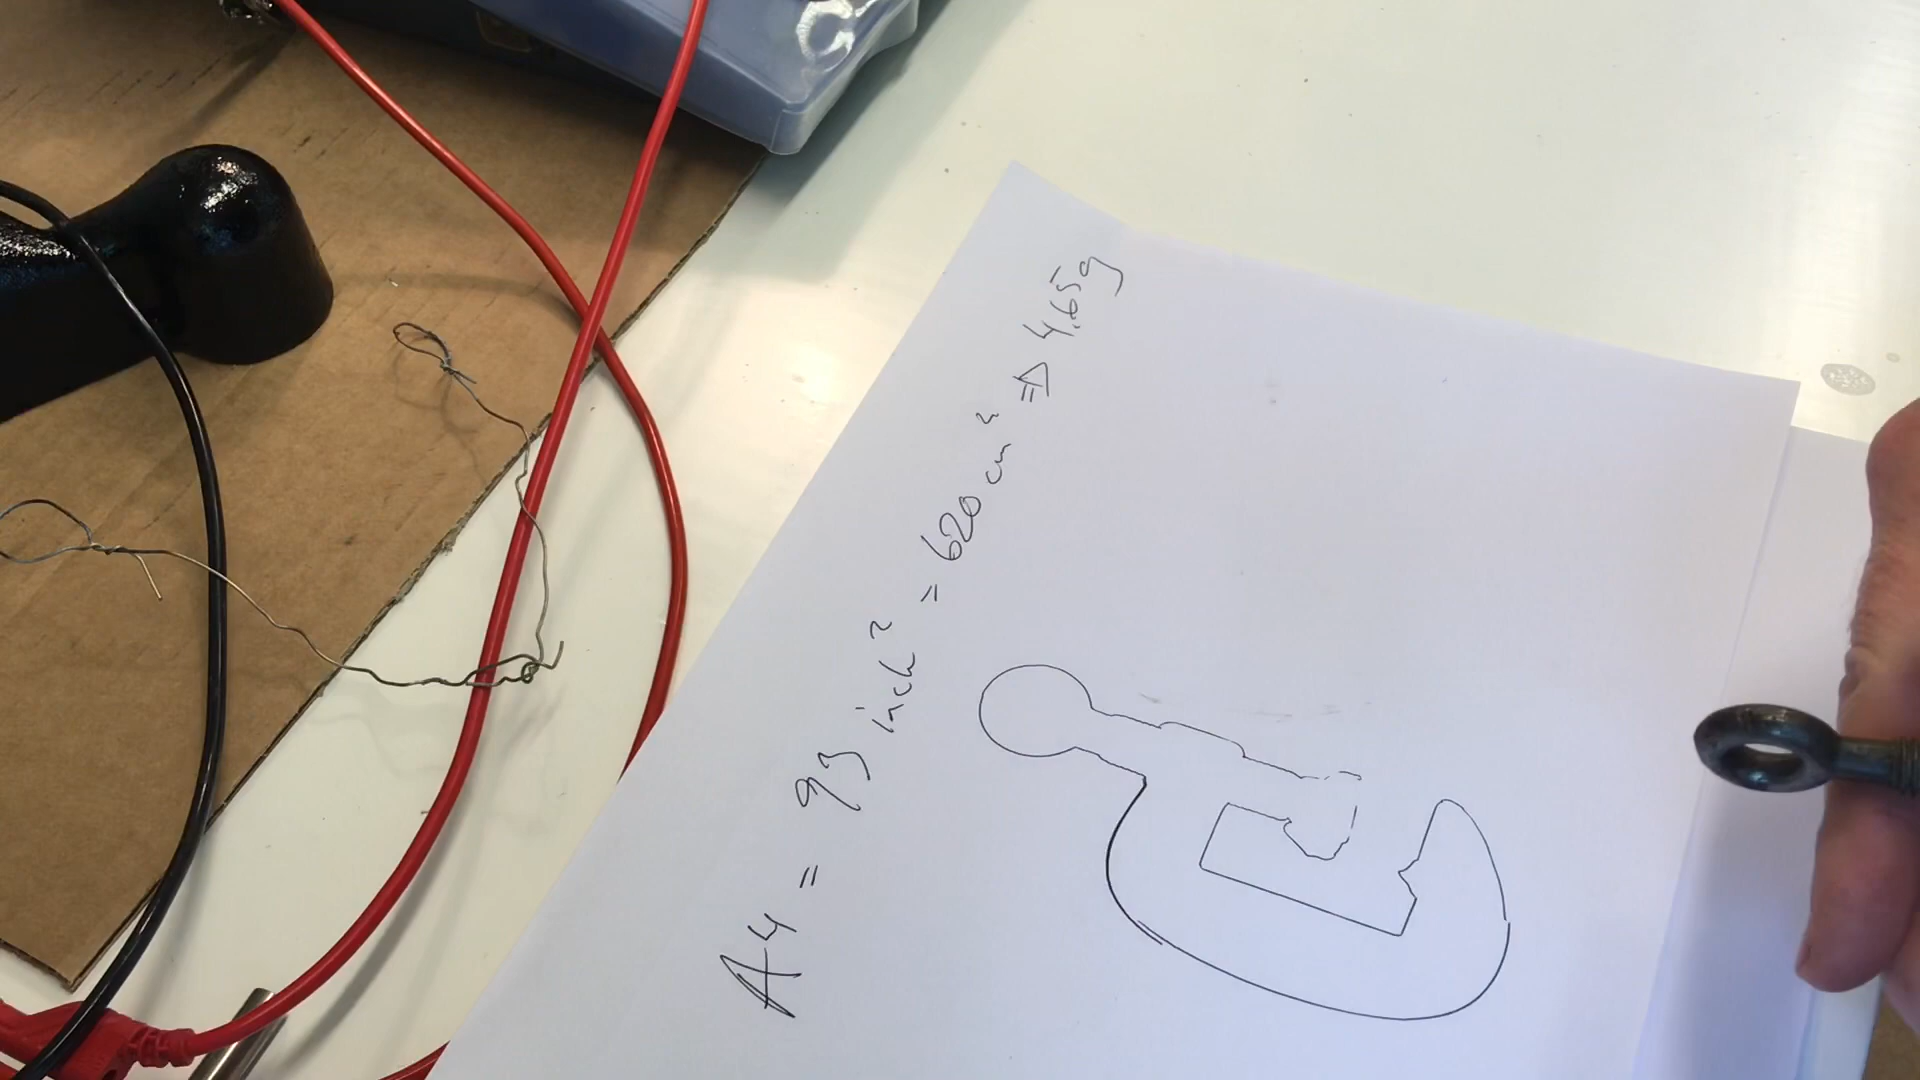 A4 = 93 inch² = 620 cm² ⇒ 4.65g